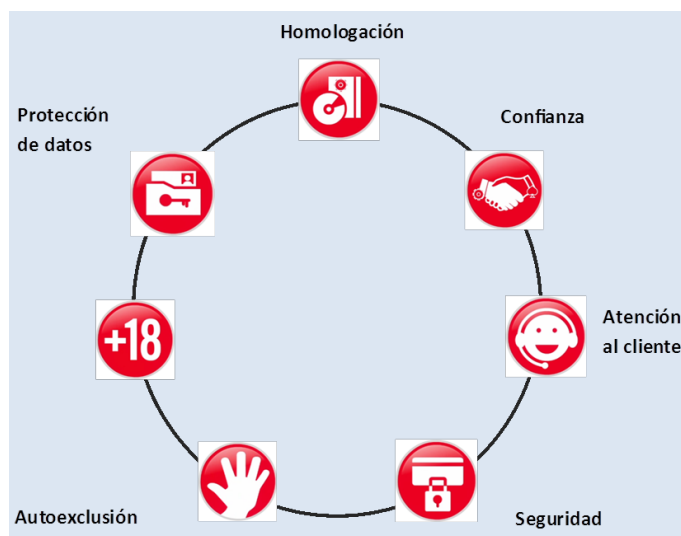 Homologación
Confianza
Protección
de datos
Atención
al cliente
+18
Autoexclusión
Seguridad